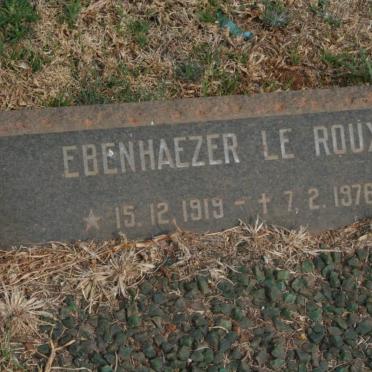 EBENHAEZER LE ROUX
★ 15.12.1919 - ✝ 7.2.1976